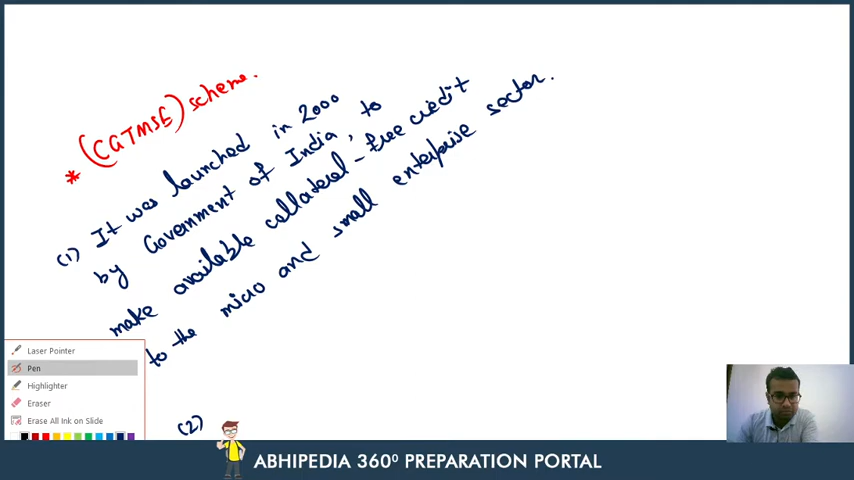 * (CGTMSE) scheme.
(1) It was launched in 2000
by Government of India, to
make available collateral-free credit
to the micro and small enterprise sector.
(2)
Laser Pointer
Pen
Highlighter
Eraser
Erase All Ink on Slide
ABHIPEDIA 360⁰ PREPARATION PORTAL